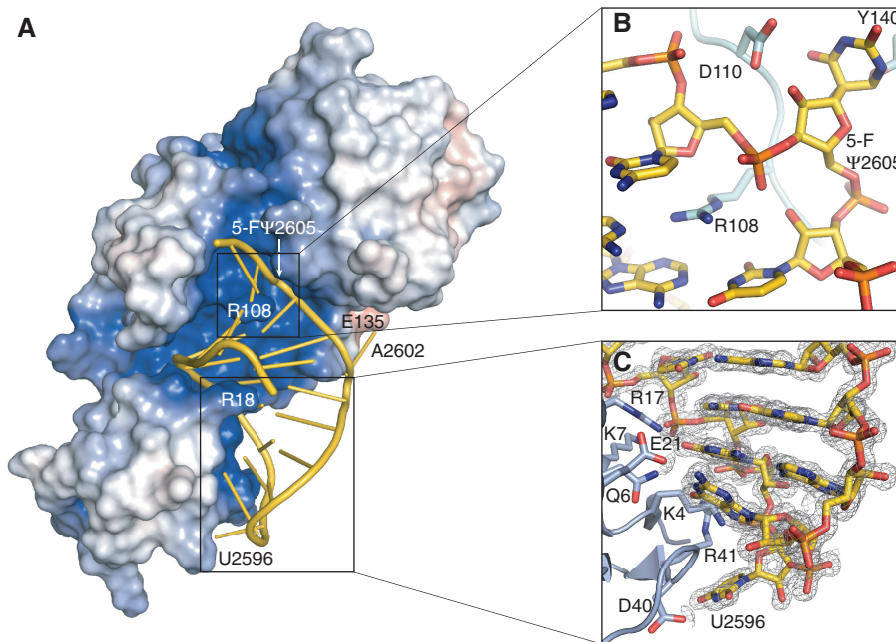 A
5-FΨ2605
R108
E135
A2602
R18
U2596
B
Y140
D110
5-F
Ψ2605
R108
C
R17
K7
E21
Q6
K4
R41
D40
U2596